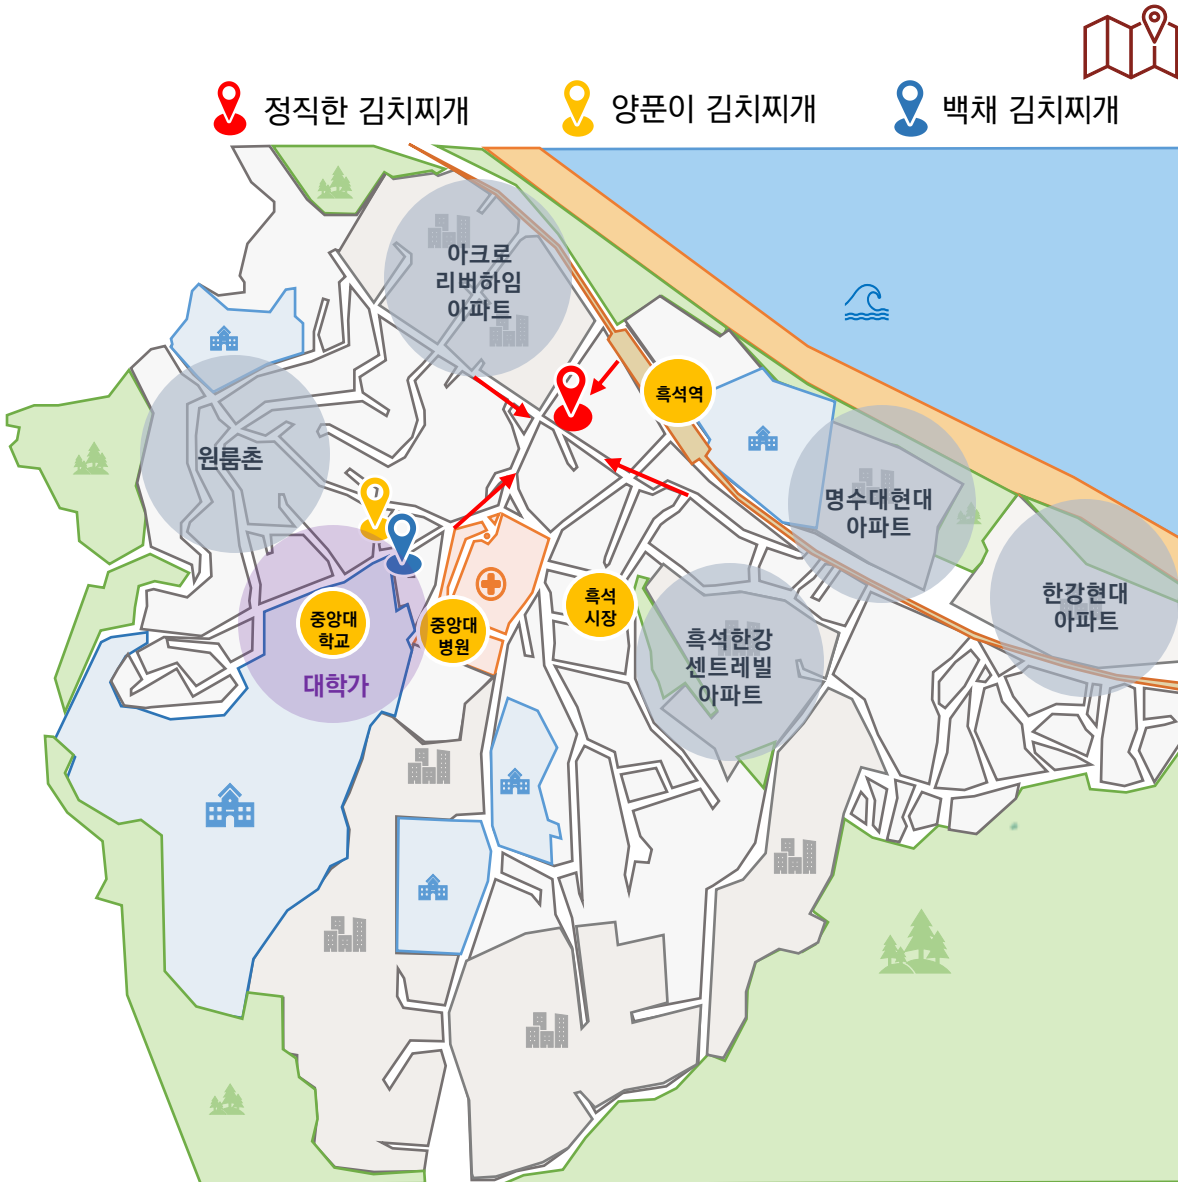 정직한 김치찌개
양푼이 김치찌개
백채 김치찌개
아크로
리버하임
아파트
흑석역
원룸촌
명수대현대
아파트
한강현대
아파트
중앙대
학교
대학가
중앙대
병원
흑석
시장
흑석한강
센트레빌
아파트